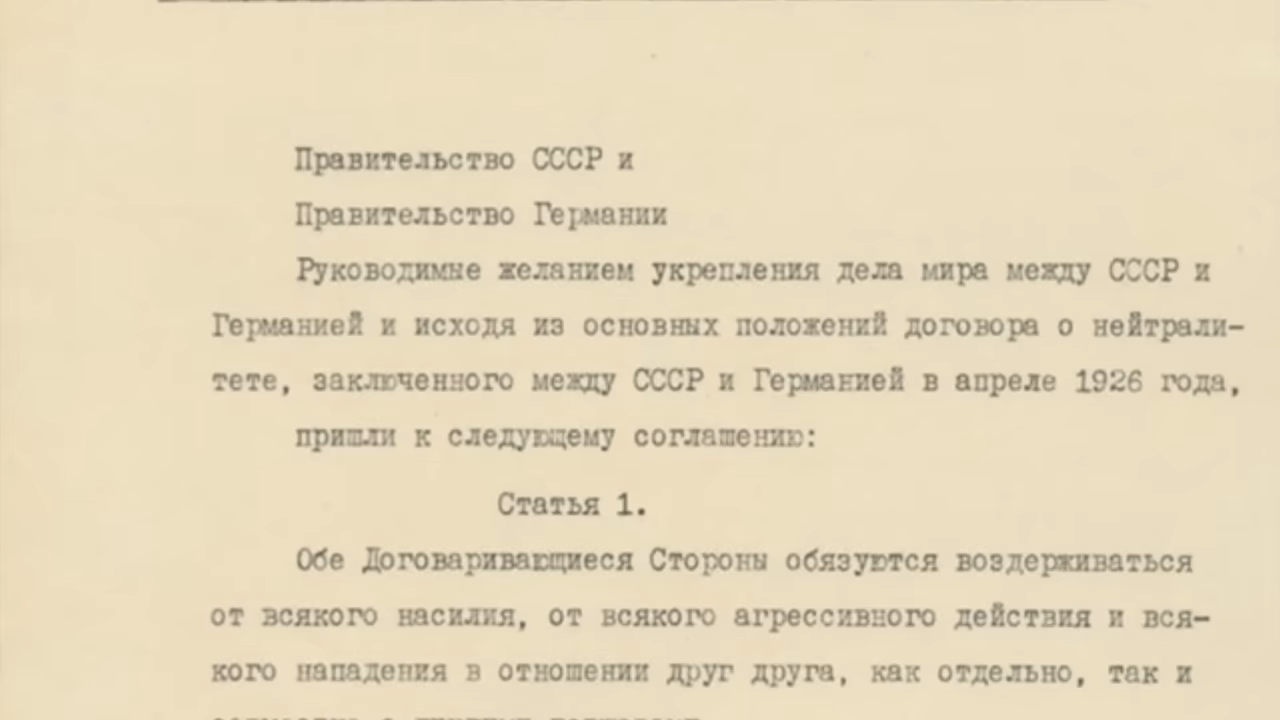 Правительство СССР и
Правительство Германии
Руководимые желанием укрепления дела мира между СССР и
Германией и исходя из основных положений договора о нейтрали-
тете, заключенного между СССР и Германией в апреле 1926 года,
пришли к следующему соглашению:
Статья 1.
Обе Договаривающиеся Стороны обязуются воздерживаться
от всякого насилия, от всякого агрессивного действия и вся-
кого нападения в отношении друг друга, как отдельно, так и